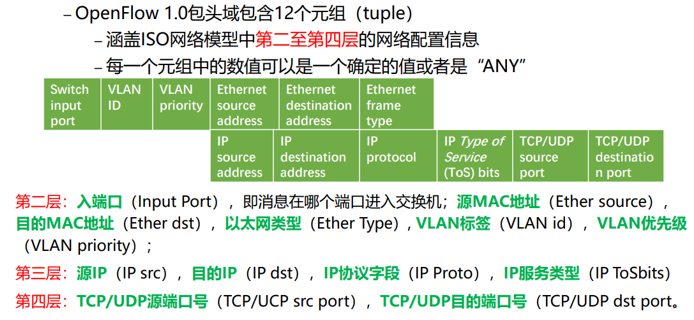 – OpenFlow 1.0包头域包含12个元组（tuple）
– 涵盖ISO网络模型中第二至第四层的网络配置信息
– 每一个元组中的数值可以是一个确定的值或者是“ANY”
Switch input port
VLAN ID
VLAN priority
Ethernet source address
Ethernet destination address
Ethernet frame type
IP source address
IP destination address
IP protocol
IP Type of Service (ToS) bits
TCP/UDP source port
TCP/UDP destinatio n port
第二层：入端口（Input Port），即消息在哪个端口进入交换机；源MAC地址（Ether source），
目的MAC地址（Ether dst），以太网类型（Ether Type），VLAN标签（VLAN id），VLAN优先级
（VLAN priority）；
第三层：源IP（IP src），目的IP（IP dst），IP协议字段（IP Proto），IP服务类型（IP ToSbits）
第四层：TCP/UDP源端口号（TCP/UCP src port），TCP/UDP目的端口号（TCP/UDP dst port。